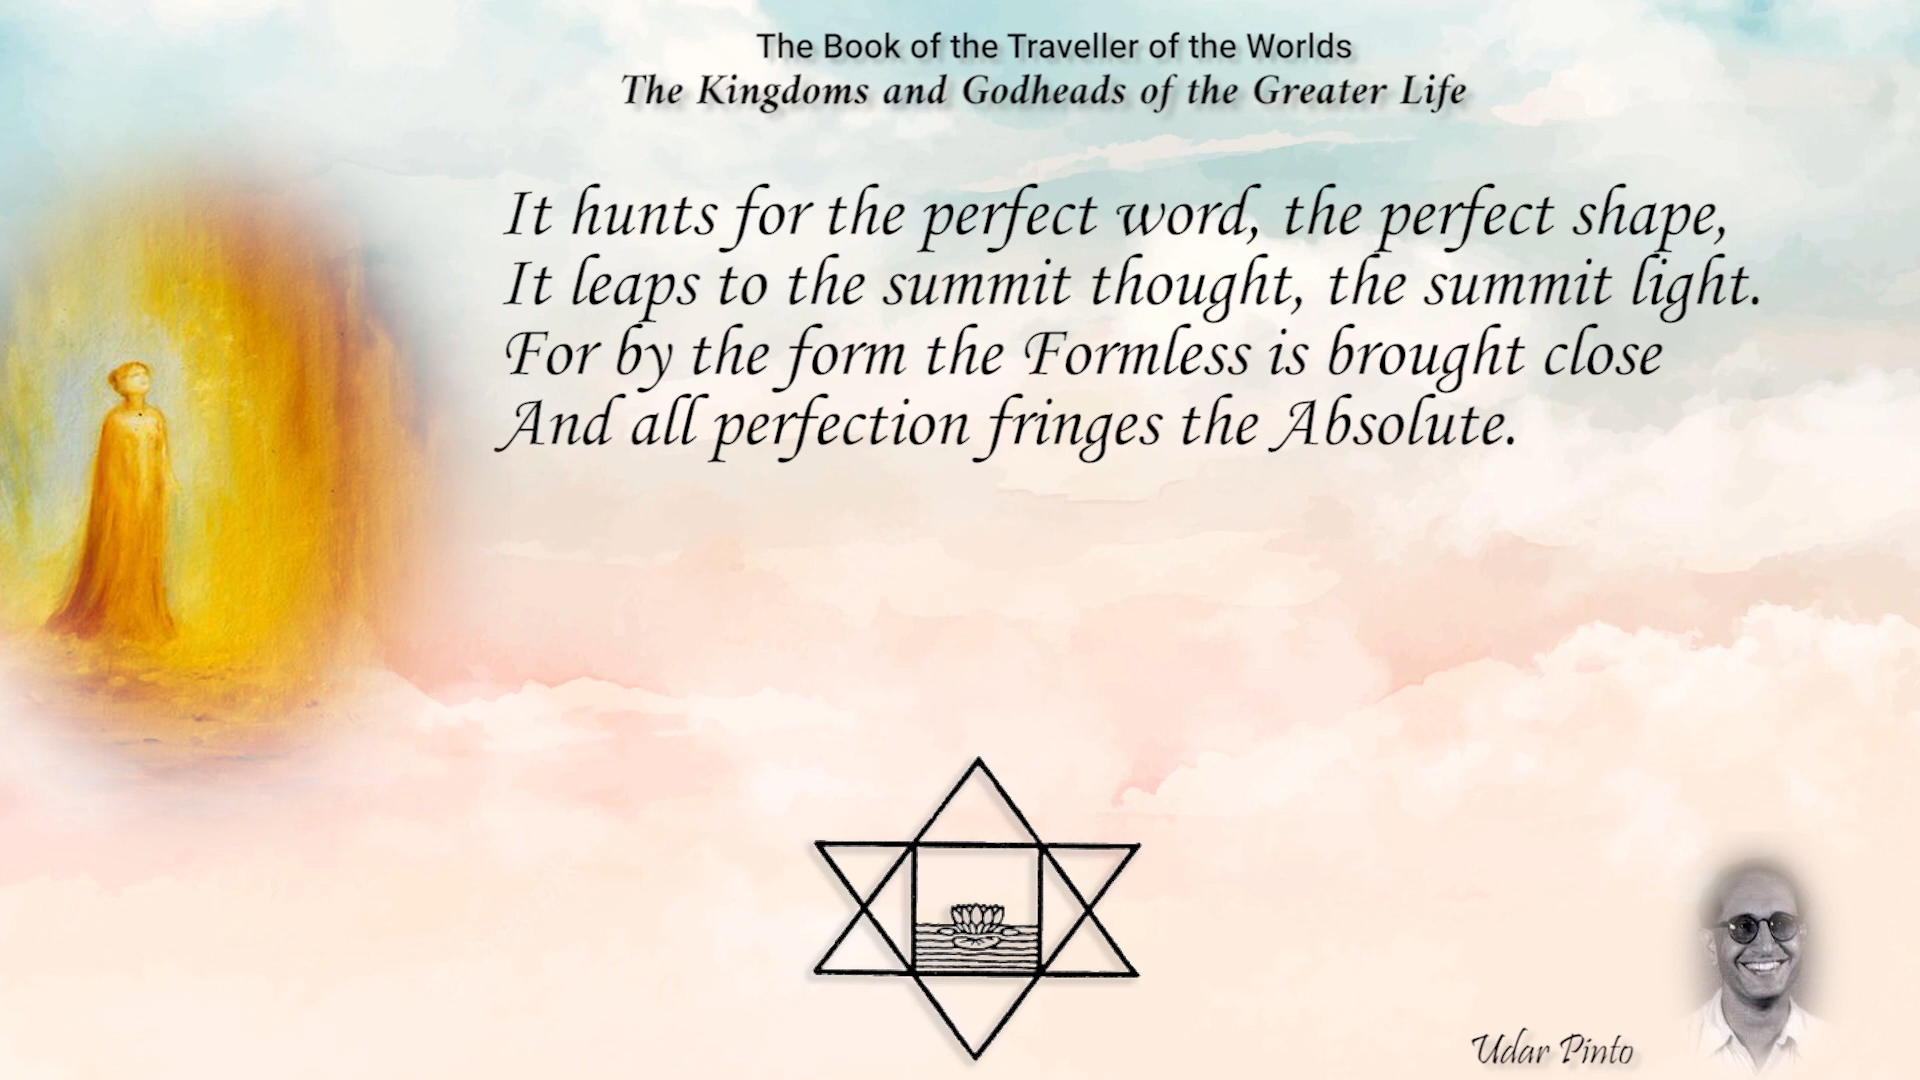 The Book of the Traveller of the Worlds
The Kingdoms and Godheads of the Greater Life
It hunts for the perfect word, the perfect shape,
It leaps to the summit thought, the summit light.
For by the form the Formless is brought close
And all perfection fringes the Absolute.
Udar Pinto